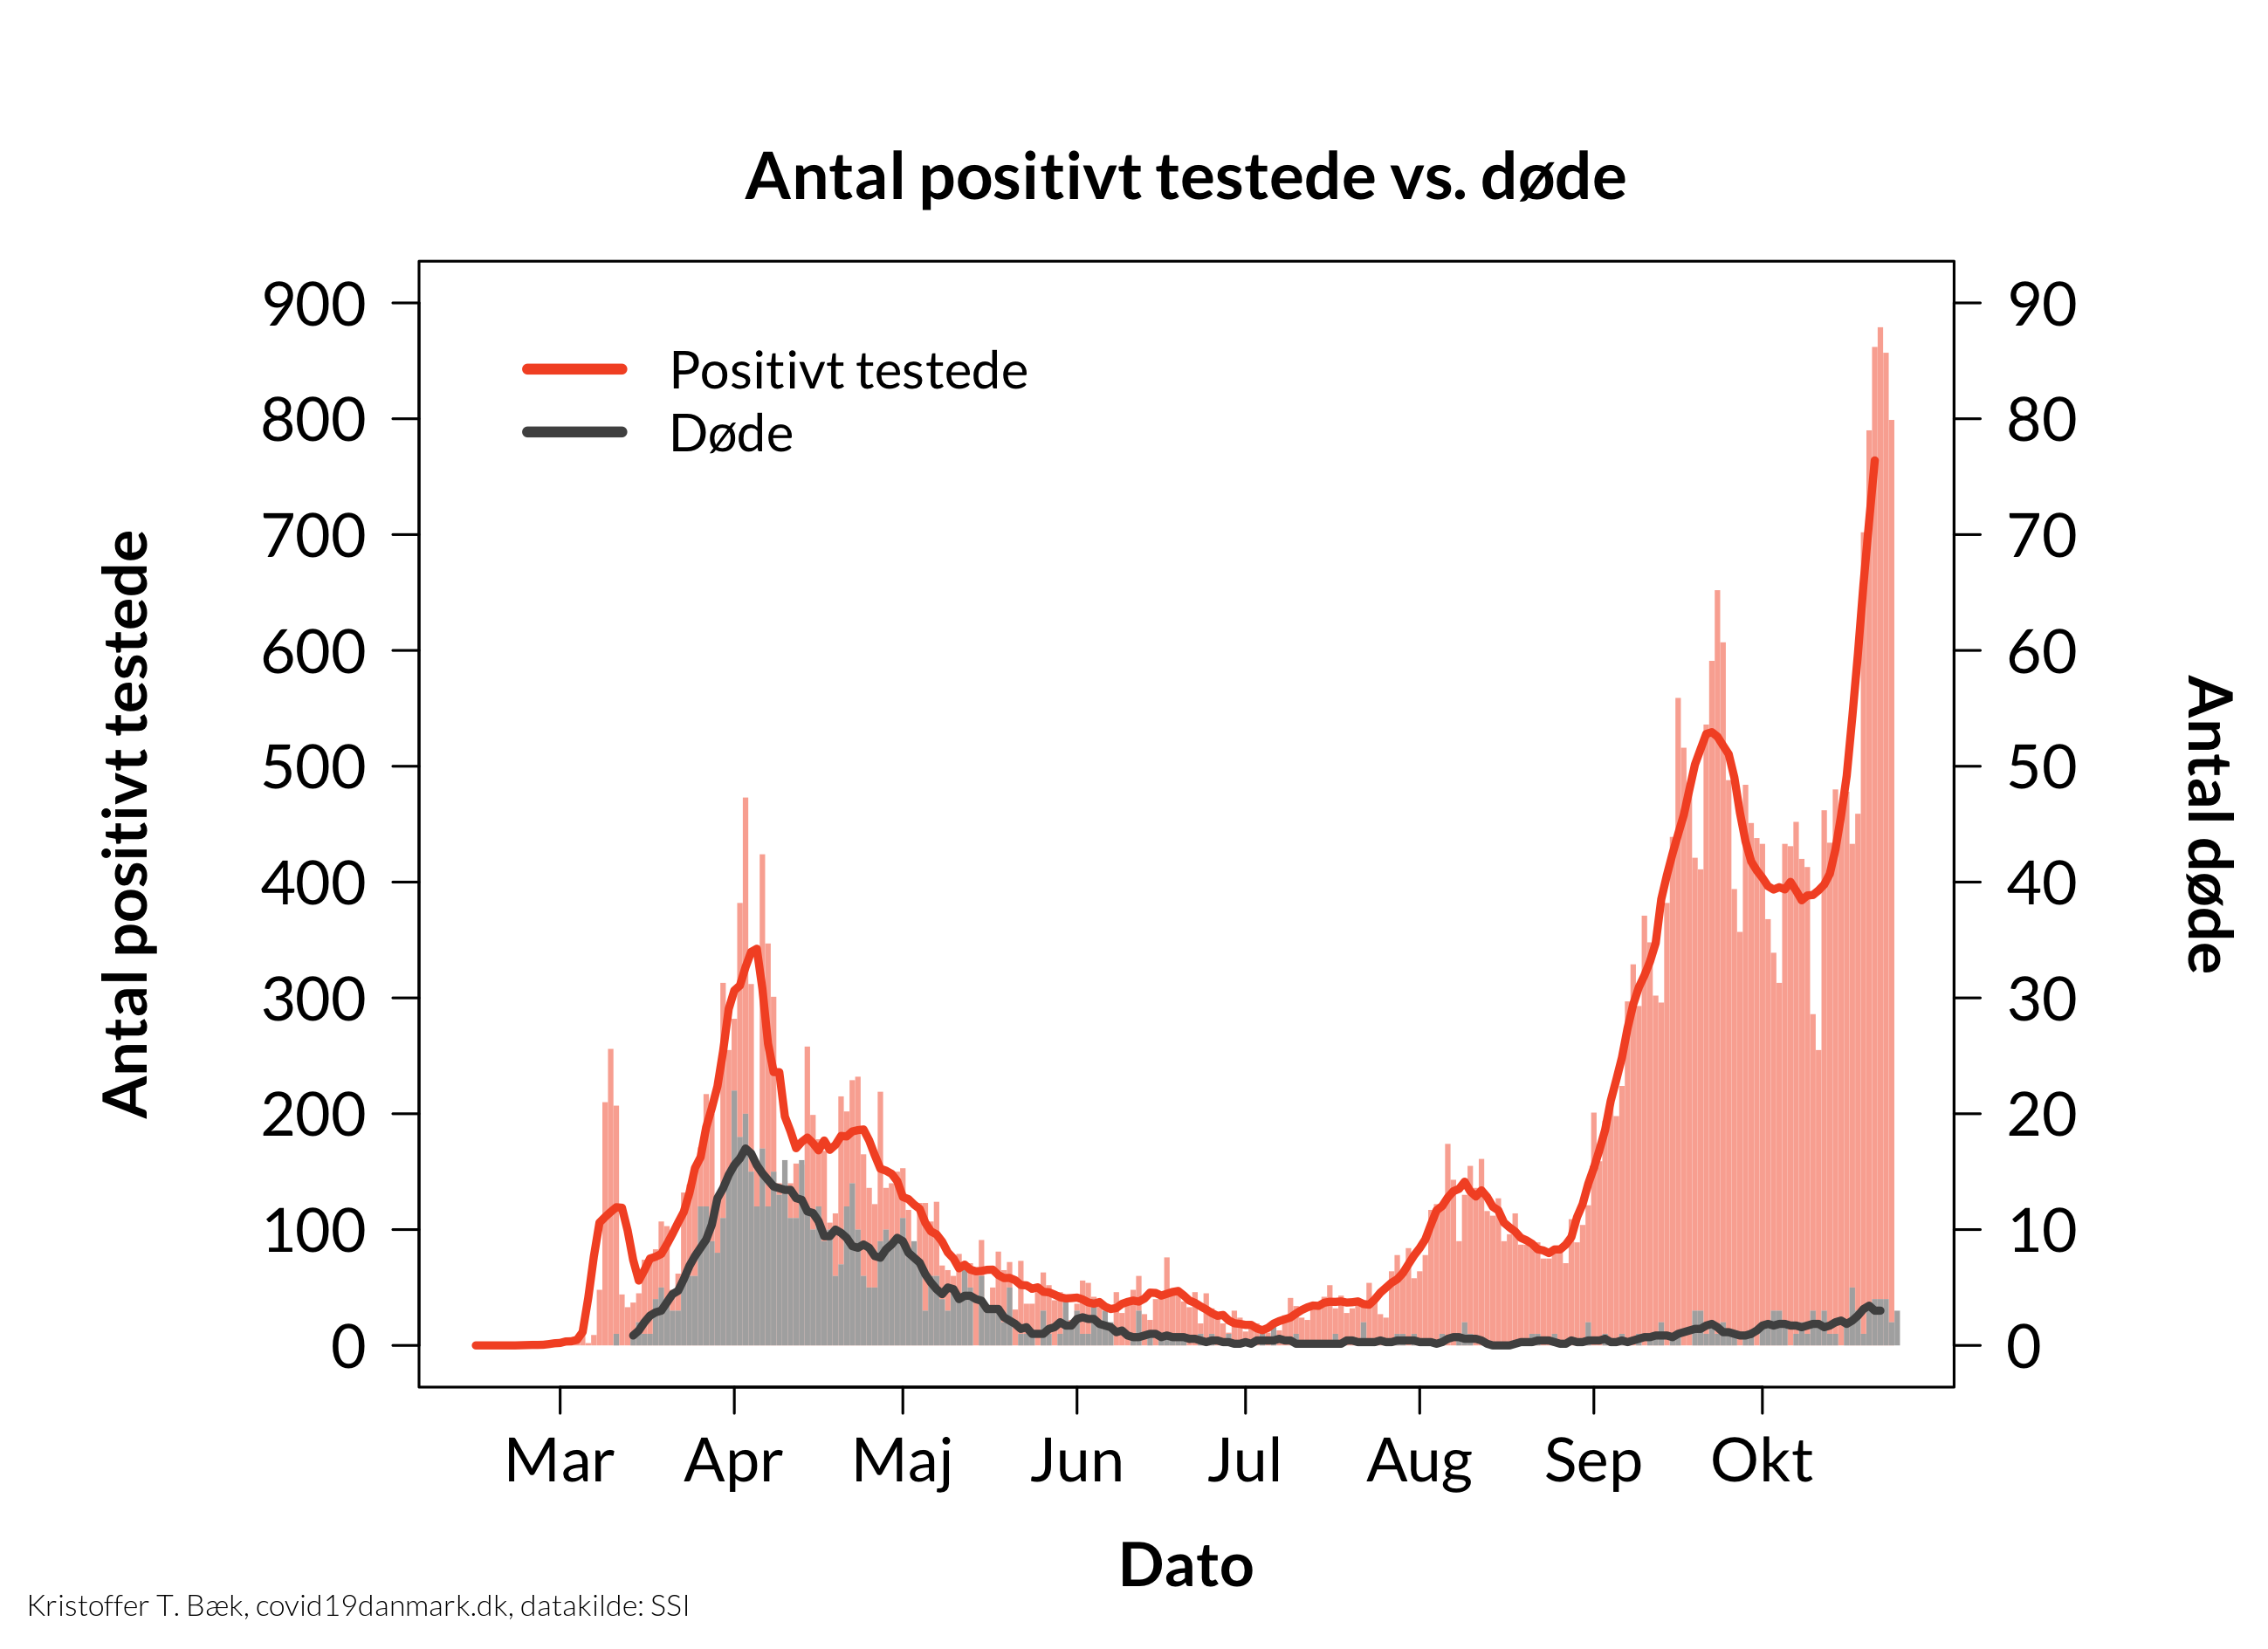 Antal positivt testede vs. døde
Positivt testede
Døde
Antal positivt testede
900
800
700
600
500
400
300
200
100
0
90
80
70
60
50
40
30
20
10
0
Antal døde
Mar Apr Maj Jun Jul Aug Sep Okt
Dato
Kristoffer T. Bæk, covid19danmark.dk, datakilde: SSI